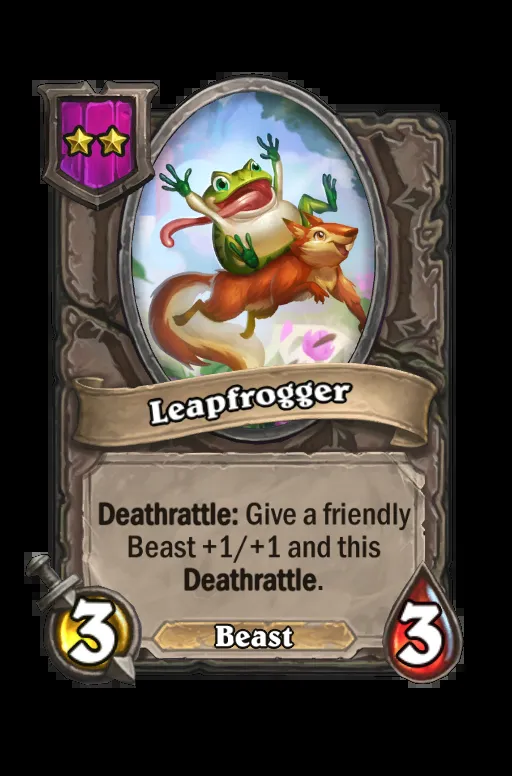 Leapfrogger
Deathrattle: Give a friendly
Beast +1/+1 and this
Deathrattle.
3
Beast
3